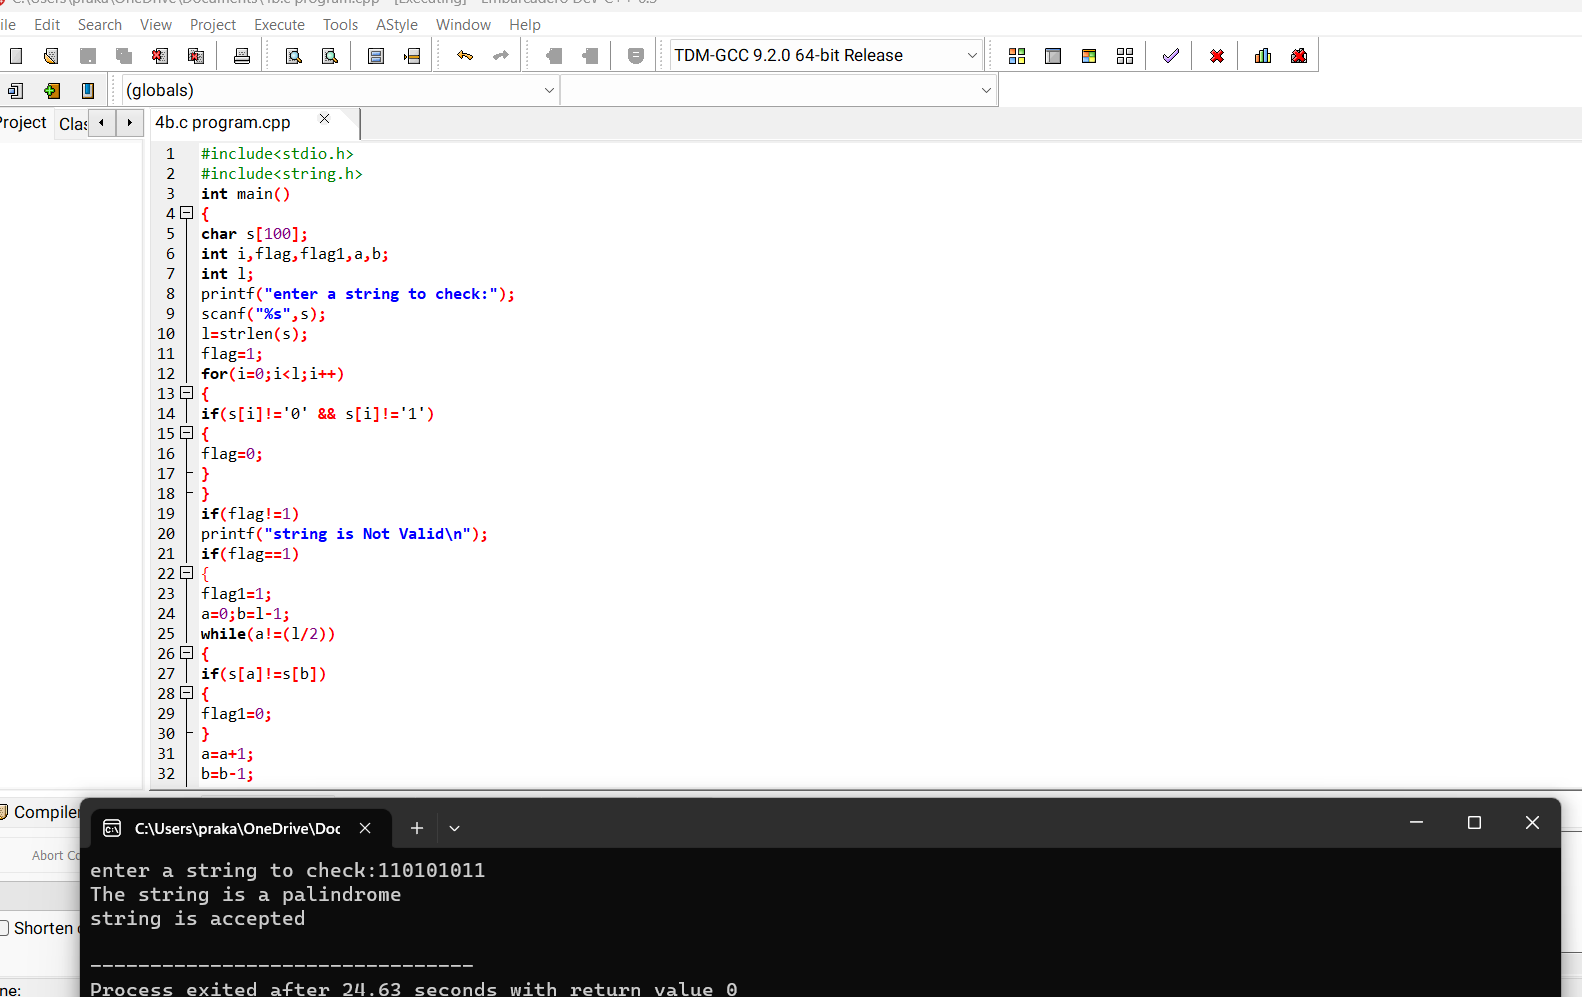 File Edit Search View Project Execute Tools AStyle Window Help
TDM-GCC 9.2.0 64-bit Release
(globals)
Project Clas 4b.c program.cpp
1 #include<stdio.h>
2 #include<string.h>
3 int main()
4 {
5 char s[100];
6 int i,flag,flag1,a,b;
7 int l;
8 printf("enter a string to check:");
9 scanf("%s",s);
10 l=strlen(s);
11 flag=1;
12 for(i=0;i<l;i++)
13 {
14 if(s[i]!='0' && s[i]!='1')
15 {
16 flag=0;
17 }
18 }
19 if(flag!=1)
20 printf("string is Not Valid\n");
21 if(flag==1)
22 {
23 flag1=1;
24 a=0;b=l-1;
25 while(a!=(l/2))
26 {
27 if(s[a]!=s[b])
28 {
29 flag1=0;
30 }
31 a=a+1;
32 b=b-1;
Compiler
C:\Users\praka\OneDrive\Doc
Abort Co
enter a string to check:110101011
The string is a palindrome
string is accepted
Shorten
--------------------------------
Process exited after 24.63 seconds with return value 0